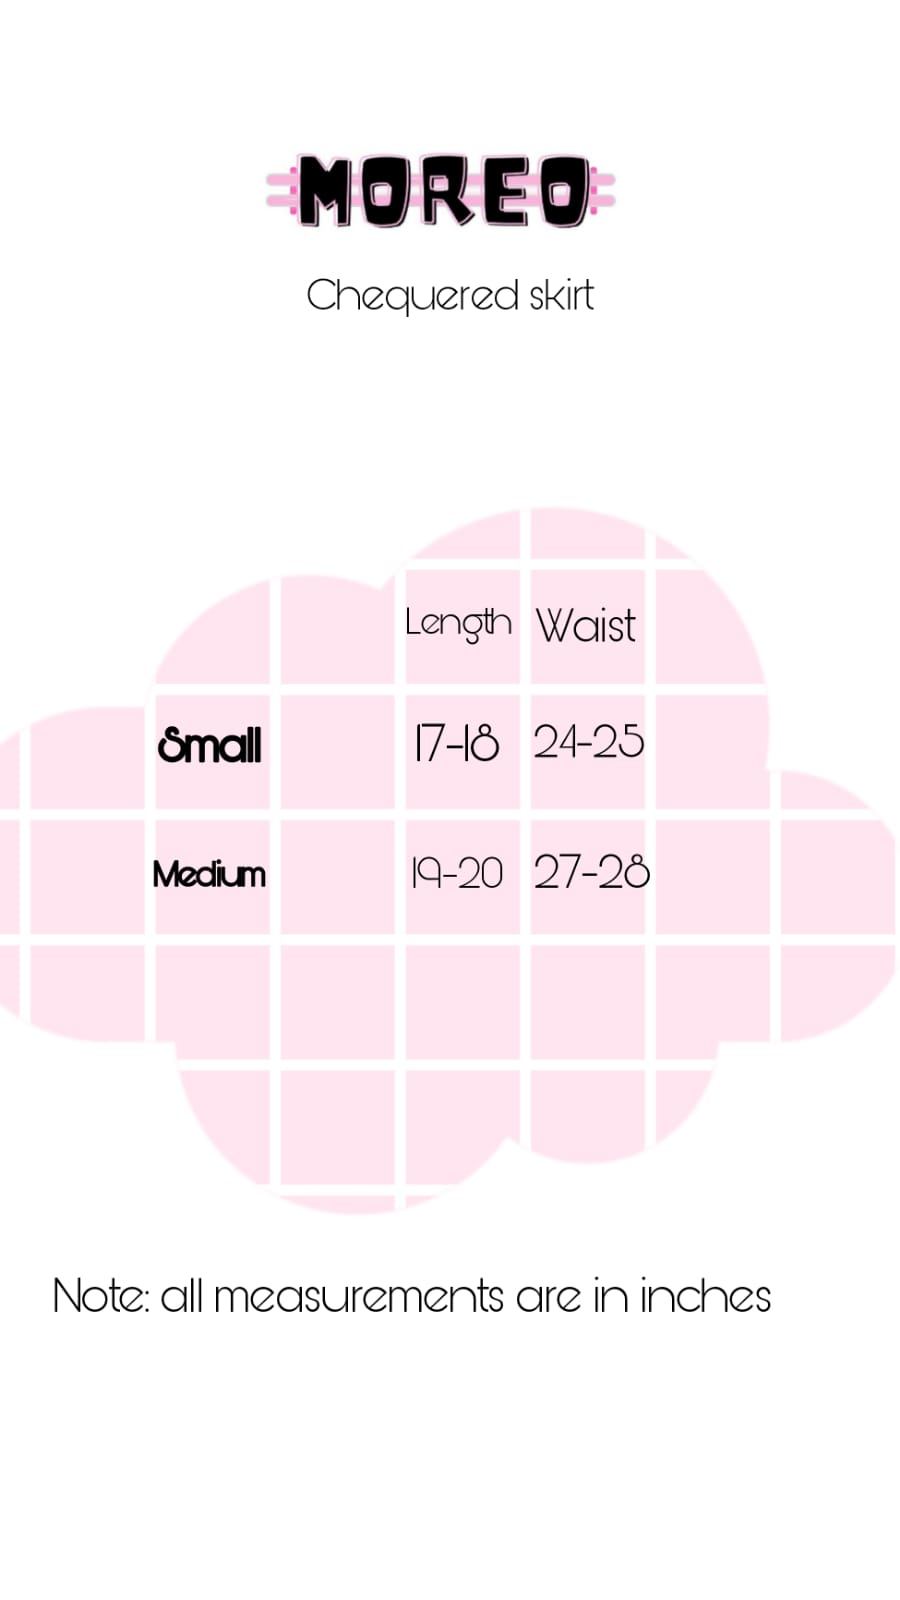 MOREO
Chequered skirt
Length Waist
Small 17-18 24-25
Medium 19-20 27-28
Note: all measurements are in inches